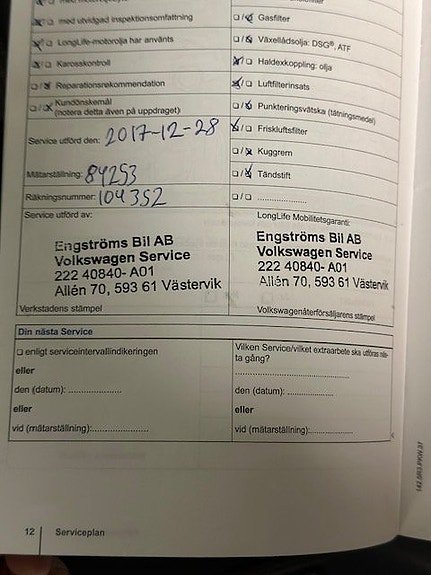 med utvidgad inspektionsomfattning
LongLife-motorolja har använts
Karosskontroll
Reparationsrekommendation
Kundönskemål
(notera detta även på uppdraget)
Service utförd den: 2017-12-28
Mätarställning: 84253
Räkningsnummer: 104352
Service utförd av:
Engströms Bil AB
Volkswagen Service
222 40840- A01
Allén 70, 593 61 Västervik
Verkstadens stämpel
Gasfilter
Växellådsolja: DSG®, ATF
Haldexkoppling: olja
Luftfilterinsats
Punkteringsvätska (tätningsmedel)
Friskluftsfilter
Kuggrem
Tändstift
....................
LongLife Mobilitetsgaranti:
Engströms Bil AB
Volkswagen Service
222 40840- A01
Allén 70, 593 61 Västervik
Volkswagenåterförsäljarens stämpel
Din nästa Service
enligt serviceintervallindikeringen
eller
den (datum):....................
eller
vid (mätarställning):....................
Vilken Service/vilket extraarbete ska utföras näs-
ta gång?
den (datum):....................
eller
vid (mätarställning):....................
12 Serviceplan